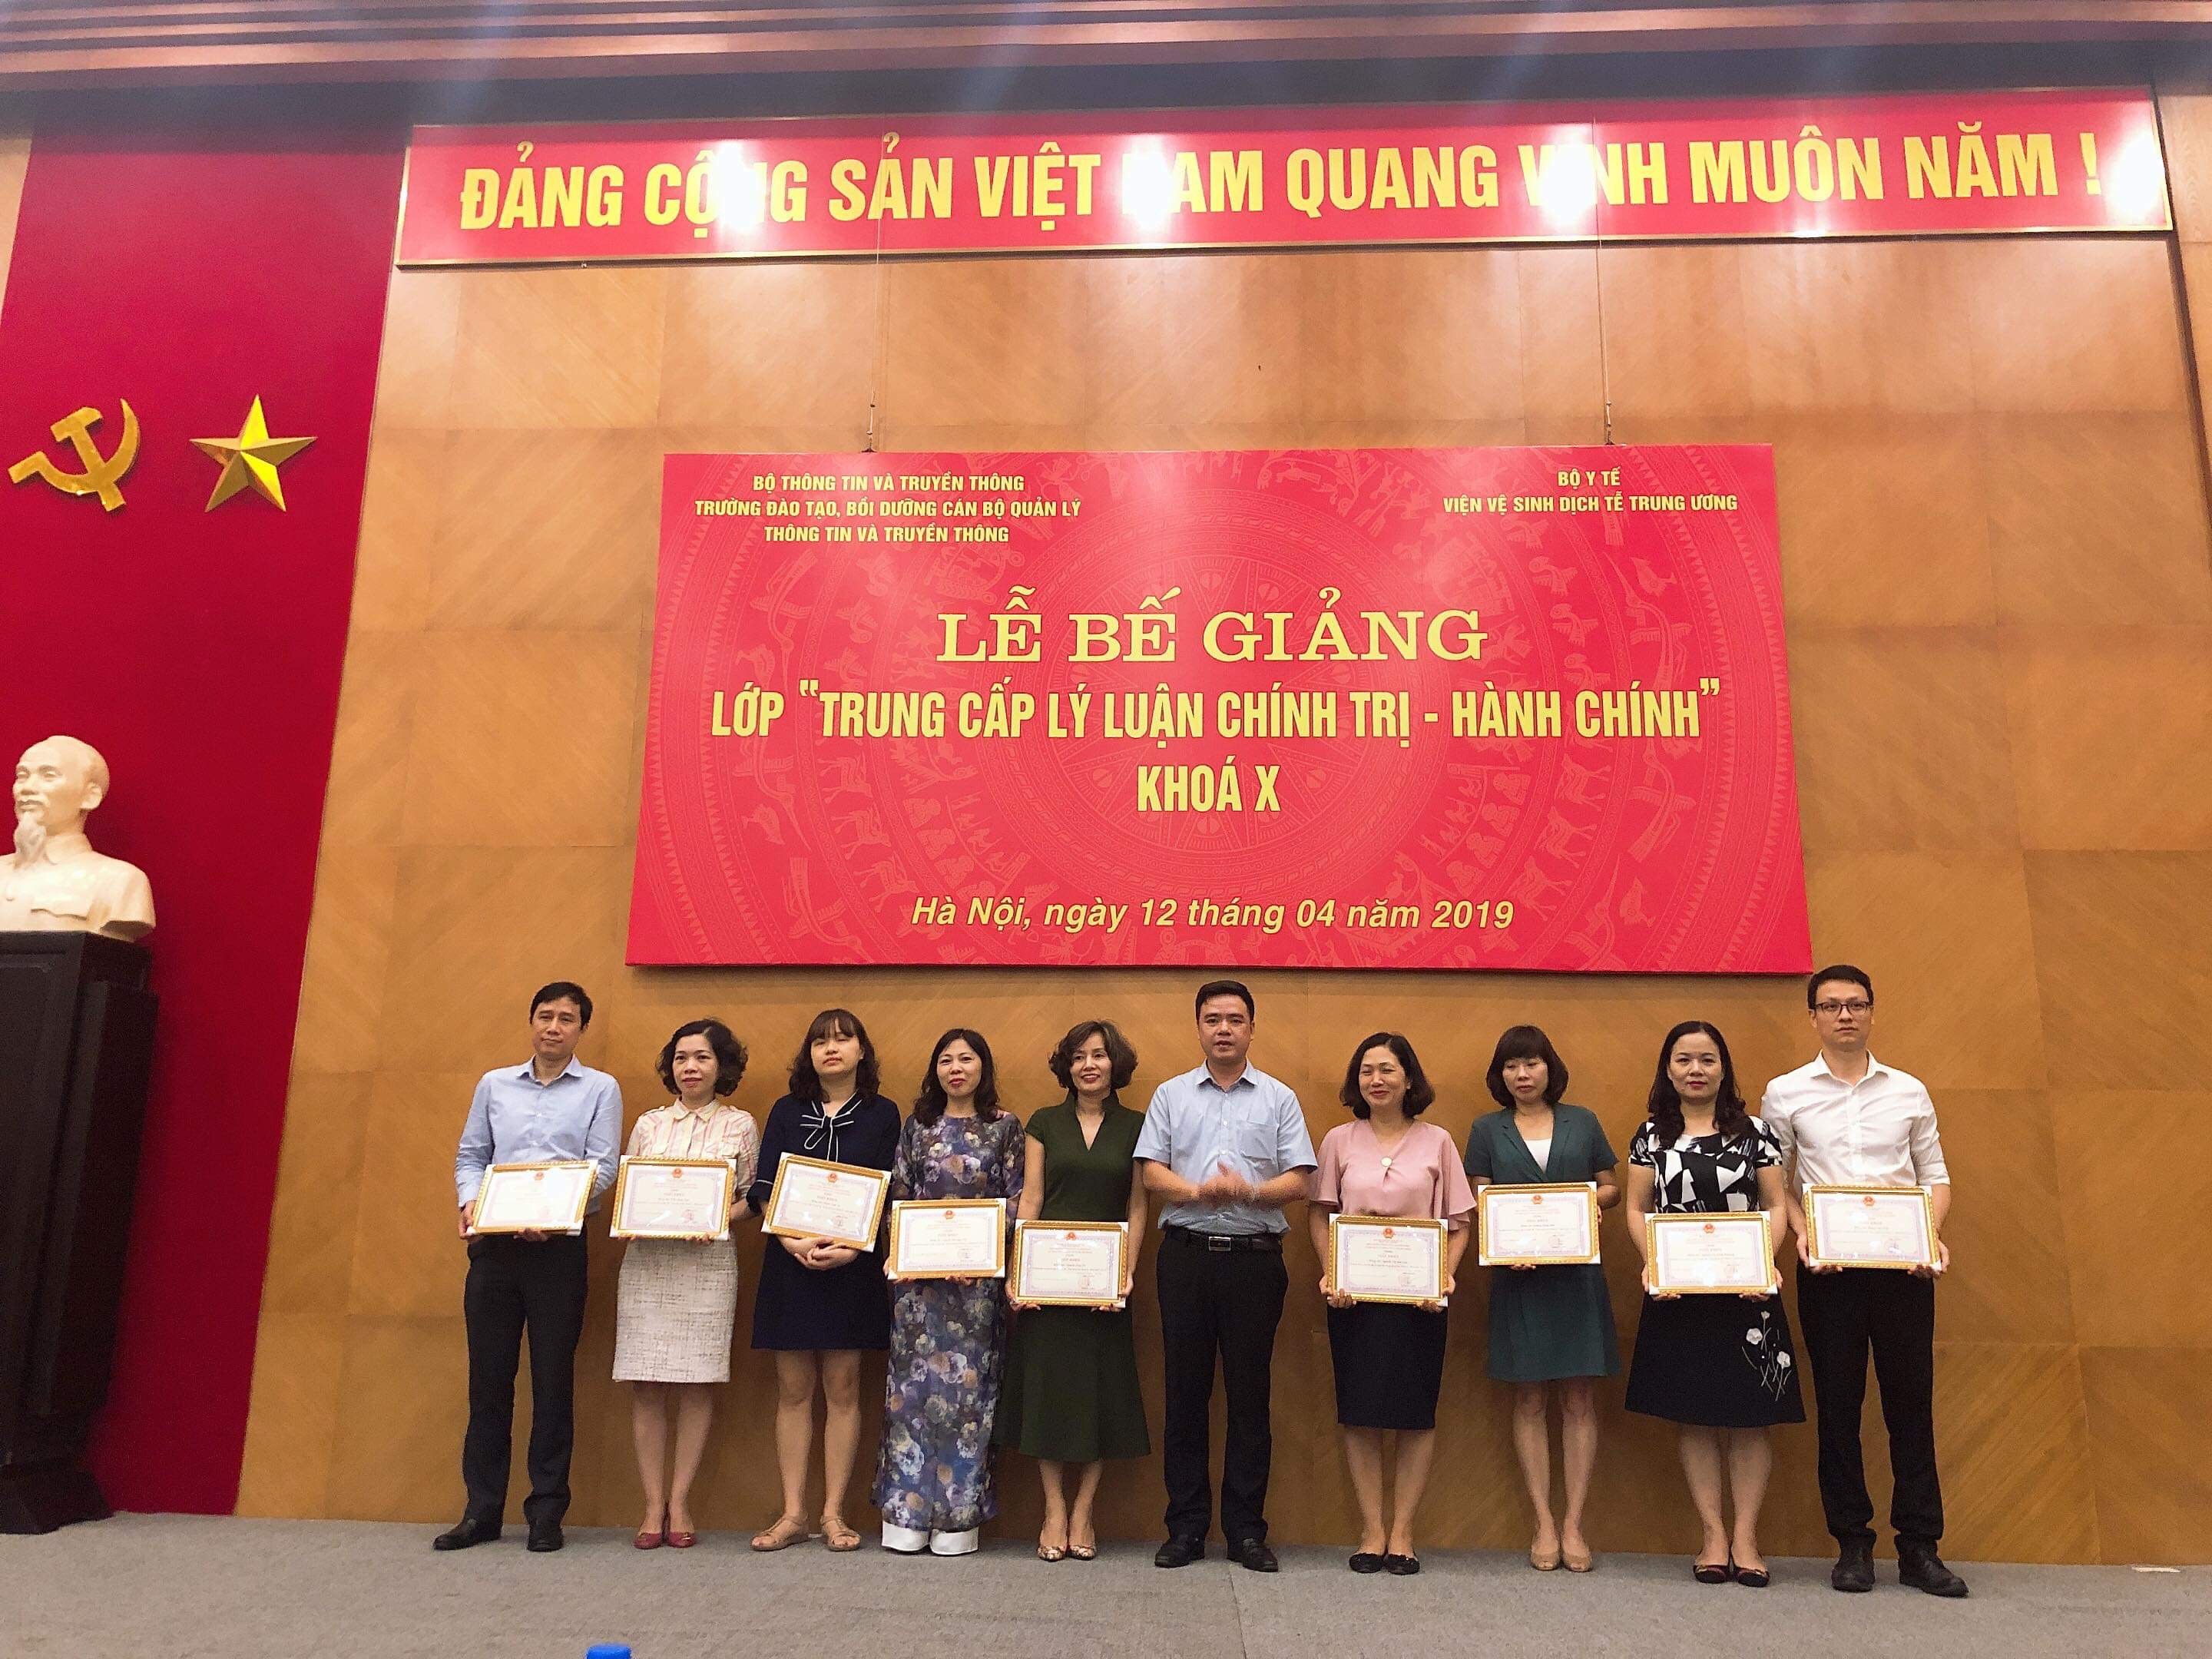 ĐẢNG CỘNG SẢN VIỆT NAM QUANG VINH MUÔN NĂM !
BỘ THÔNG TIN VÀ TRUYỀN THÔNG
TRƯỜNG ĐÀO TẠO, BỒI DƯỠNG CÁN BỘ QUẢN LÝ
THÔNG TIN VÀ TRUYỀN THÔNG
BỘ Y TẾ
VIỆN VỆ SINH DỊCH TỄ TRUNG ƯƠNG
LỄ BẾ GIẢNG
LỚP "TRUNG CẤP LÝ LUẬN CHÍNH TRỊ - HÀNH CHÍNH"
KHOÁ X
Hà Nội, ngày 12 tháng 04 năm 2019